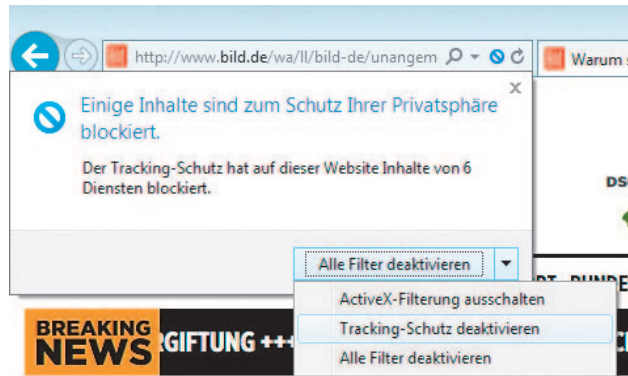 http://www.bild.de/wa/ll/bild-de/unangem
Warum
Einige Inhalte sind zum Schutz Ihrer Privatsphäre
blockiert.
X
Der Tracking-Schutz hat auf dieser Website Inhalte von 6
Diensten blockiert.
Alle Filter deaktivieren
ActiveX-Filterung ausschalten
Tracking-Schutz deaktivieren
Alle Filter deaktivieren
BREAKING
NEWS
RGIFTUNG +++